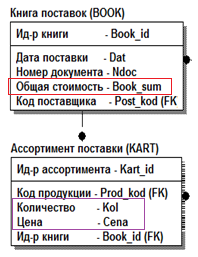 Книга поставок (BOOK)
Ид-р книги - Book_id
Дата поставки - Dat
Номер документа - Ndoc
Общая стоимость - Book_sum
Код поставщика - Post_kod (FK
Ассортимент поставки (KART)
Ид-р ассортимента - Kart_id
Код продукции - Prod_kod (FK)
Количество - Kol
Цена - Cena
Ид-р книги - Book_id (FK)